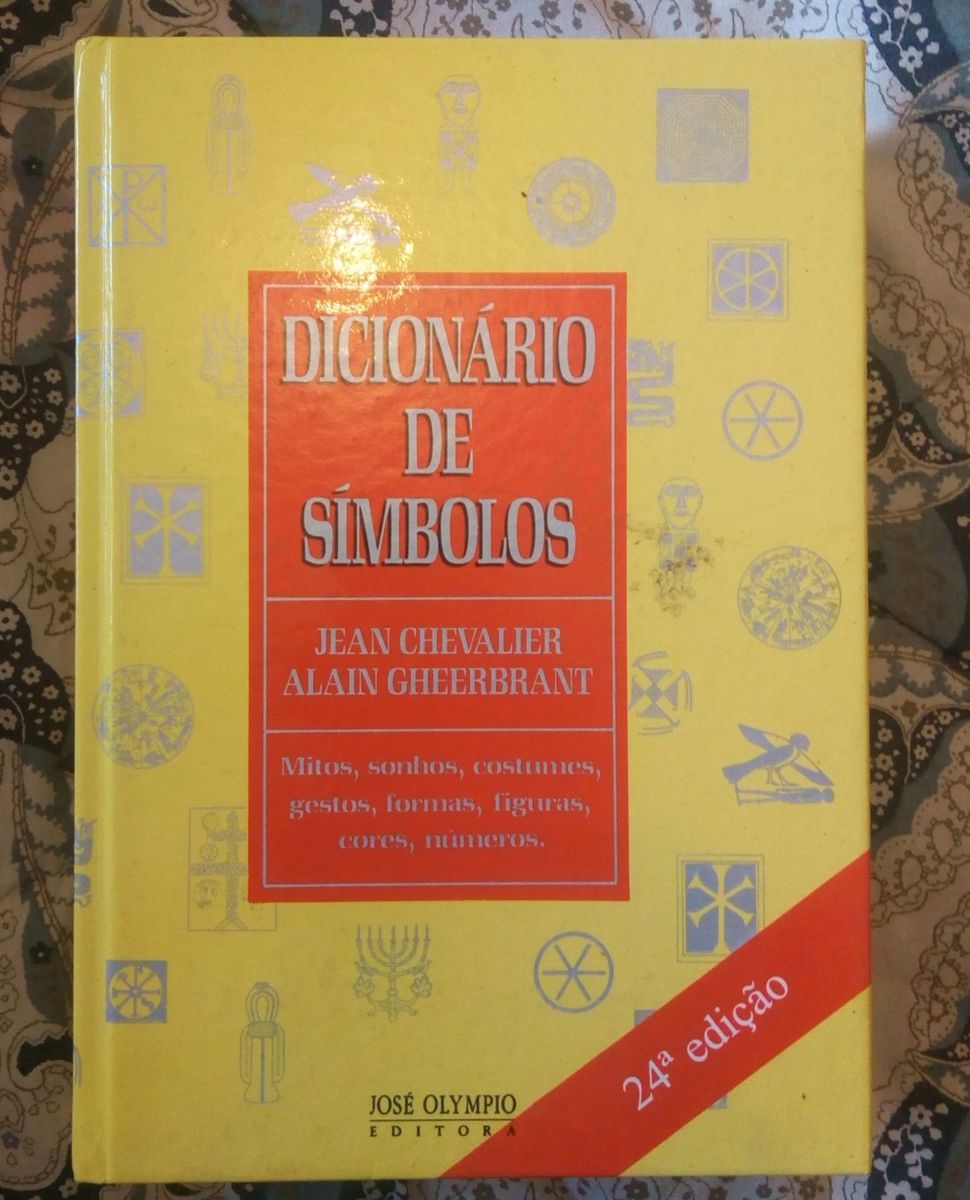 DICIONÁRIO
DE
SÍMBOLOS
JEAN CHEVALIER
ALAIN GHEERBRANT
Mitos, sonhos, costumes,
gestos, formas, figuras,
cores, números.
24ª edição
JOSÉ OLYMPIO
EDITORA